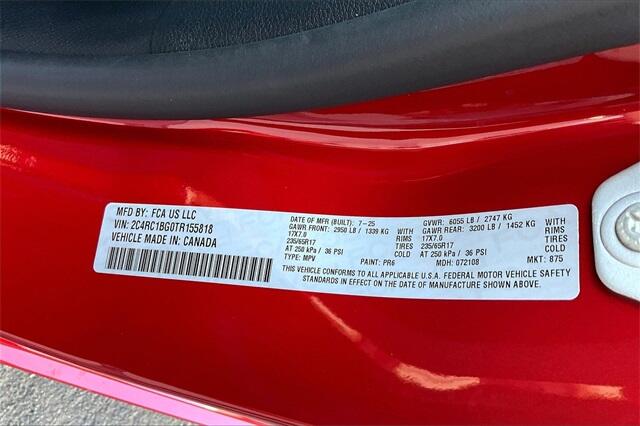 MFD BY: FCA US LLC
VIN: 2C4RC1BG0TR155818
VEHICLE MADE IN: CANADA
DATE OF MFR (BUILT): 7-25
GAWR FRONT: 2950 LB / 1339 KG
17X7.0 RIMS
235/65R17 TIRES
AT 250 kPa / 36 PSI COLD
TYPE: MPV PAINT: PR6
GVWR: 6055 LB / 2747 KG
GAWR REAR: 3200 LB / 1452 KG
17X7.0 RIMS
235/65R17 TIRES
AT 250 kPa / 36 PSI COLD
MDH: 072108 MKT: 875
THIS VEHICLE CONFORMS TO ALL APPLICABLE U.S.A. FEDERAL MOTOR VEHICLE SAFETY
STANDARDS IN EFFECT ON THE DATE OF MANUFACTURE SHOWN ABOVE.